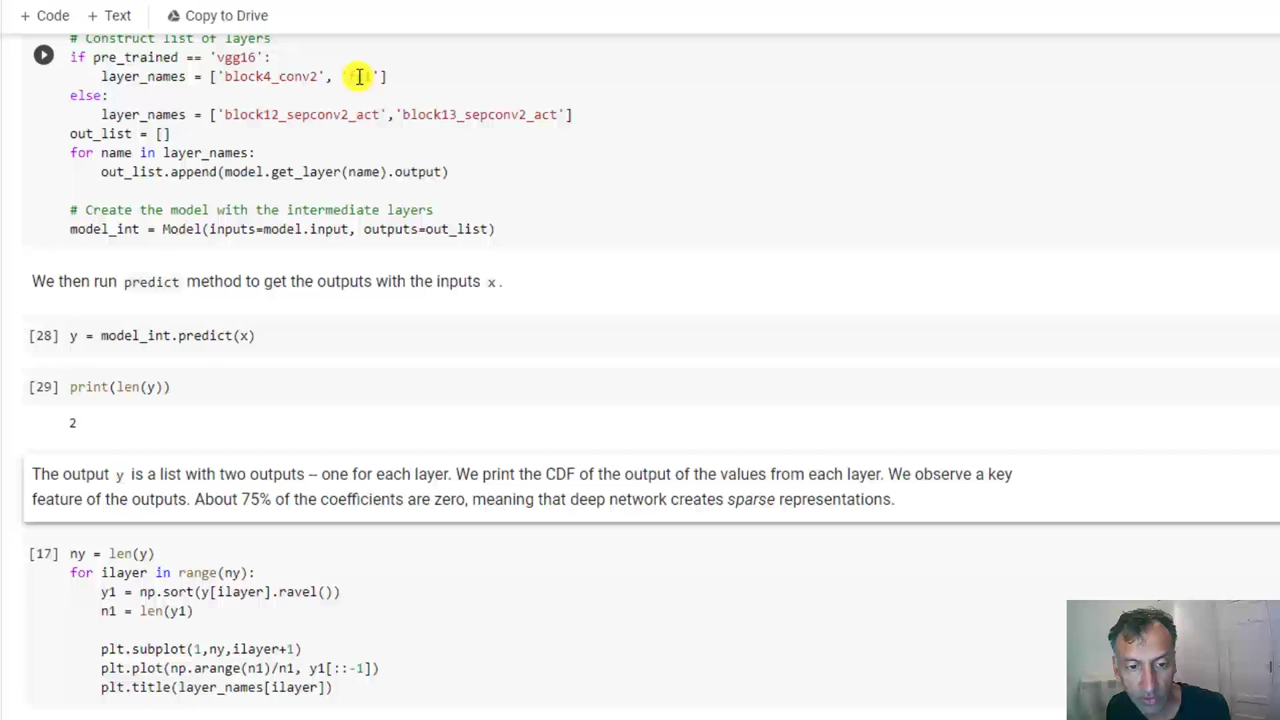 + Code + Text Copy to Drive
# Construct list of layers
if pre_trained == 'vgg16':
layer_names = ['block4_conv2', ' ']
else:
layer_names = ['block12_sepconv2_act','block13_sepconv2_act']
out_list = []
for name in layer_names:
out_list.append(model.get_layer(name).output)
# Create the model with the intermediate layers
model_int = Model(inputs=model.input, outputs=out_list)
We then run predict method to get the outputs with the inputs x.
[28] y = model_int.predict(x)
[29] print(len(y))
2
The output y is a list with two outputs – one for each layer. We print the CDF of the output of the values from each layer. We observe a key
feature of the outputs. About 75% of the coefficients are zero, meaning that deep network creates sparse representations.
[17] ny = len(y)
for ilayer in range(ny):
y1 = np.sort(y[ilayer].ravel())
n1 = len(y1)
plt.subplot(1,ny,ilayer+1)
plt.plot(np.arange(n1)/n1, y1[::-1])
plt.title(layer_names[ilayer])